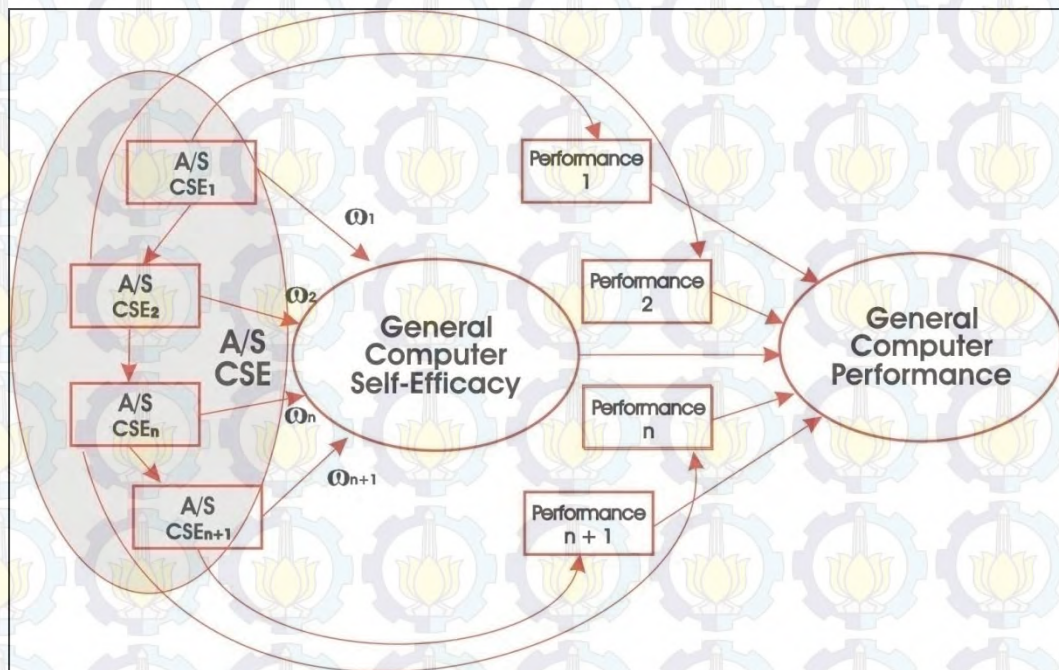 A/S
CSE1
ω1
Performance
1
A/S
CSE2
ω2
Performance
2
A/S
CSE
General
Computer
Self-Efficacy
General
Computer
Performance
A/S
CSEn
ωn
Performance
n
A/S
CSEn+1
ωn+1
Performance
n + 1